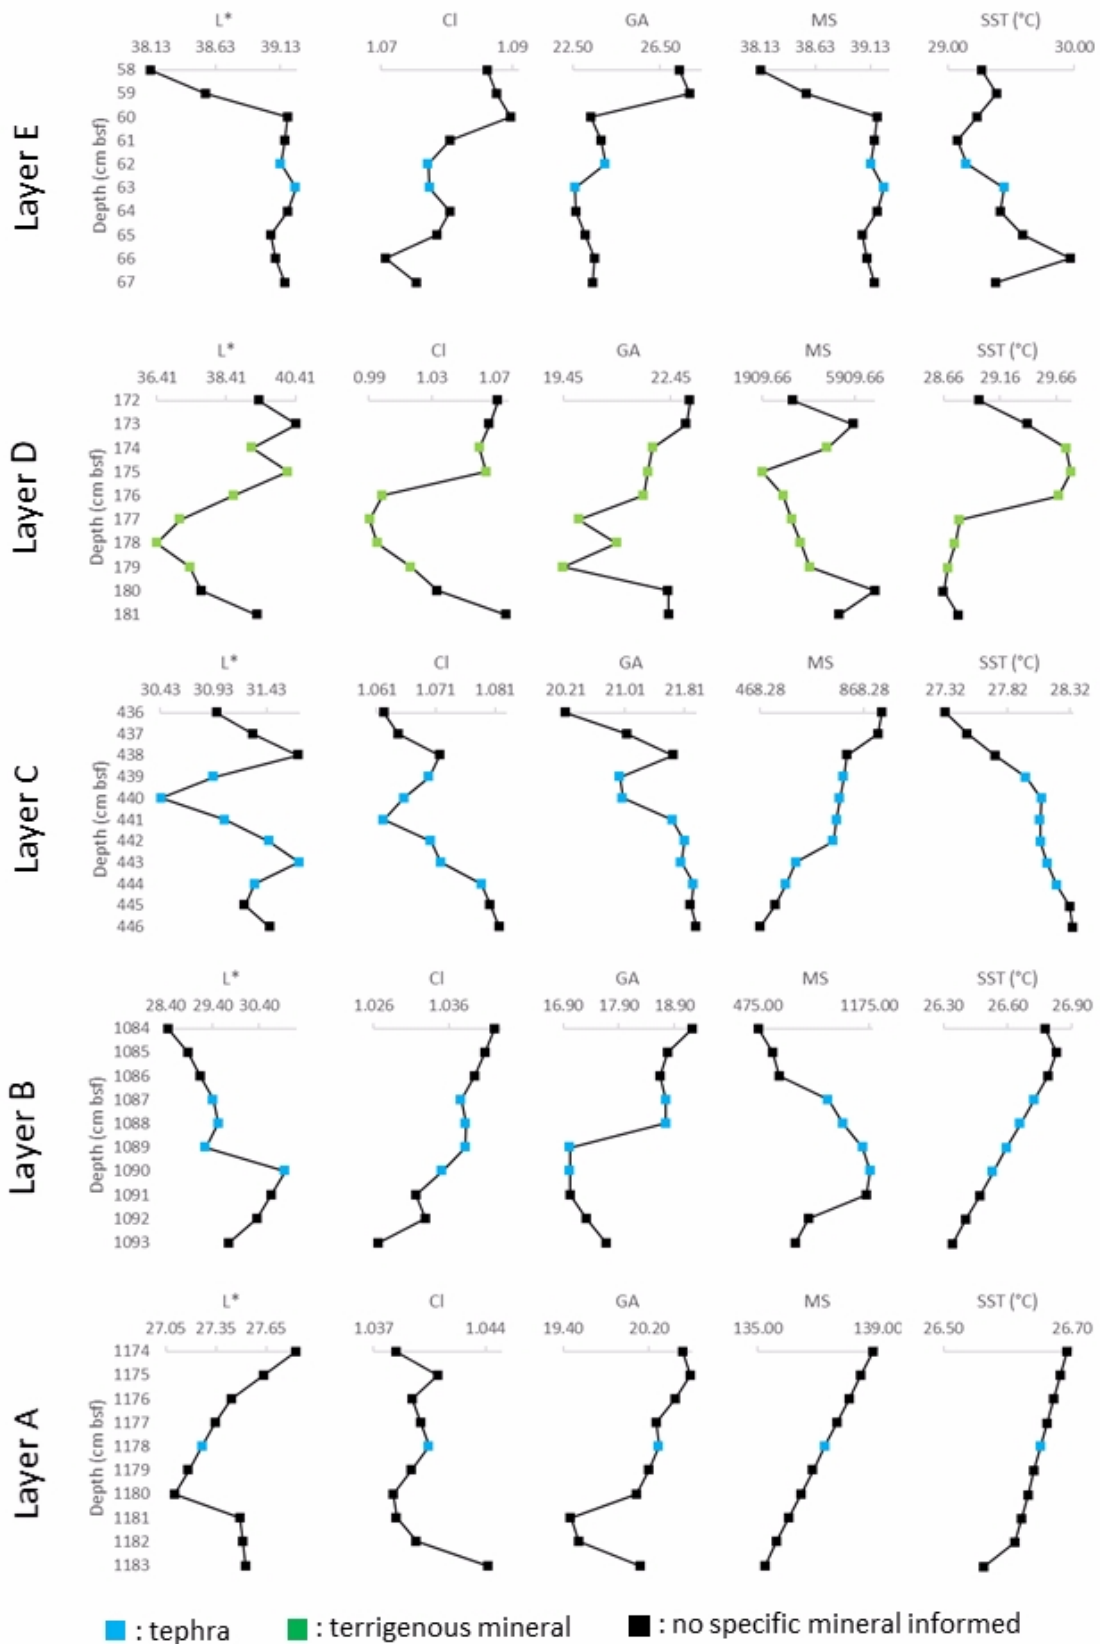 L* CI GA MS SST (°C)
38.13 38.63 39.13 1.07 1.09 22.50 26.50 38.13 38.63 39.13 29.00 30.00
Layer E
Depth (cm bsf)
58
59
60
61
62
63
64
65
66
67
L* CI GA MS SST (°C)
36.41 38.41 40.41 0.99 1.03 1.07 19.45 22.45 1909.66 5909.66 28.66 29.16 29.66
Layer D
Depth (cm bsf)
172
173
174
175
176
177
178
179
180
181
L* CI GA MS SST (°C)
30.43 30.93 31.43 1.061 1.071 1.081 20.21 21.01 21.81 468.28 868.28 27.32 27.82 28.32
Layer C
Depth (cm bsf)
436
437
438
439
440
441
442
443
444
445
446
L* CI GA MS SST (°C)
28.40 29.40 30.40 1.026 1.036 16.90 17.90 18.90 475.00 1175.00 26.30 26.60 26.90
Layer B
Depth (cm bsf)
1084
1085
1086
1087
1088
1089
1090
1091
1092
1093
L* CI GA MS SST (°C)
27.05 27.35 27.65 1.037 1.044 19.40 20.20 135.00 139.00 26.50 26.70
Layer A
Depth (cm bsf)
1174
1175
1176
1177
1178
1179
1180
1181
1182
1183
: tephra : terrigenous mineral : no specific mineral informed